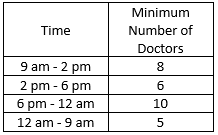 Time Minimum Number of Doctors
9 am - 2 pm 8
2 pm - 6 pm 6
6 pm - 12 am 10
12 am - 9 am 5